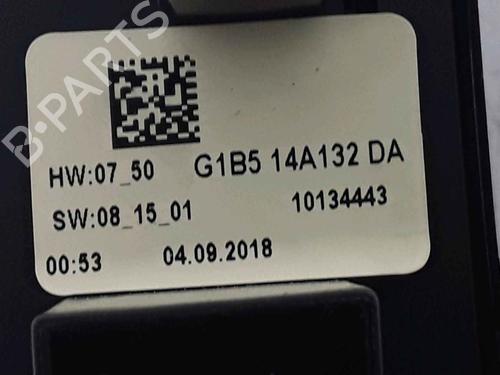 B-PARTS
HW:07_50
G1B5 14A132 DA
SW:08_15_01
10134443
00:53
04.09.2018